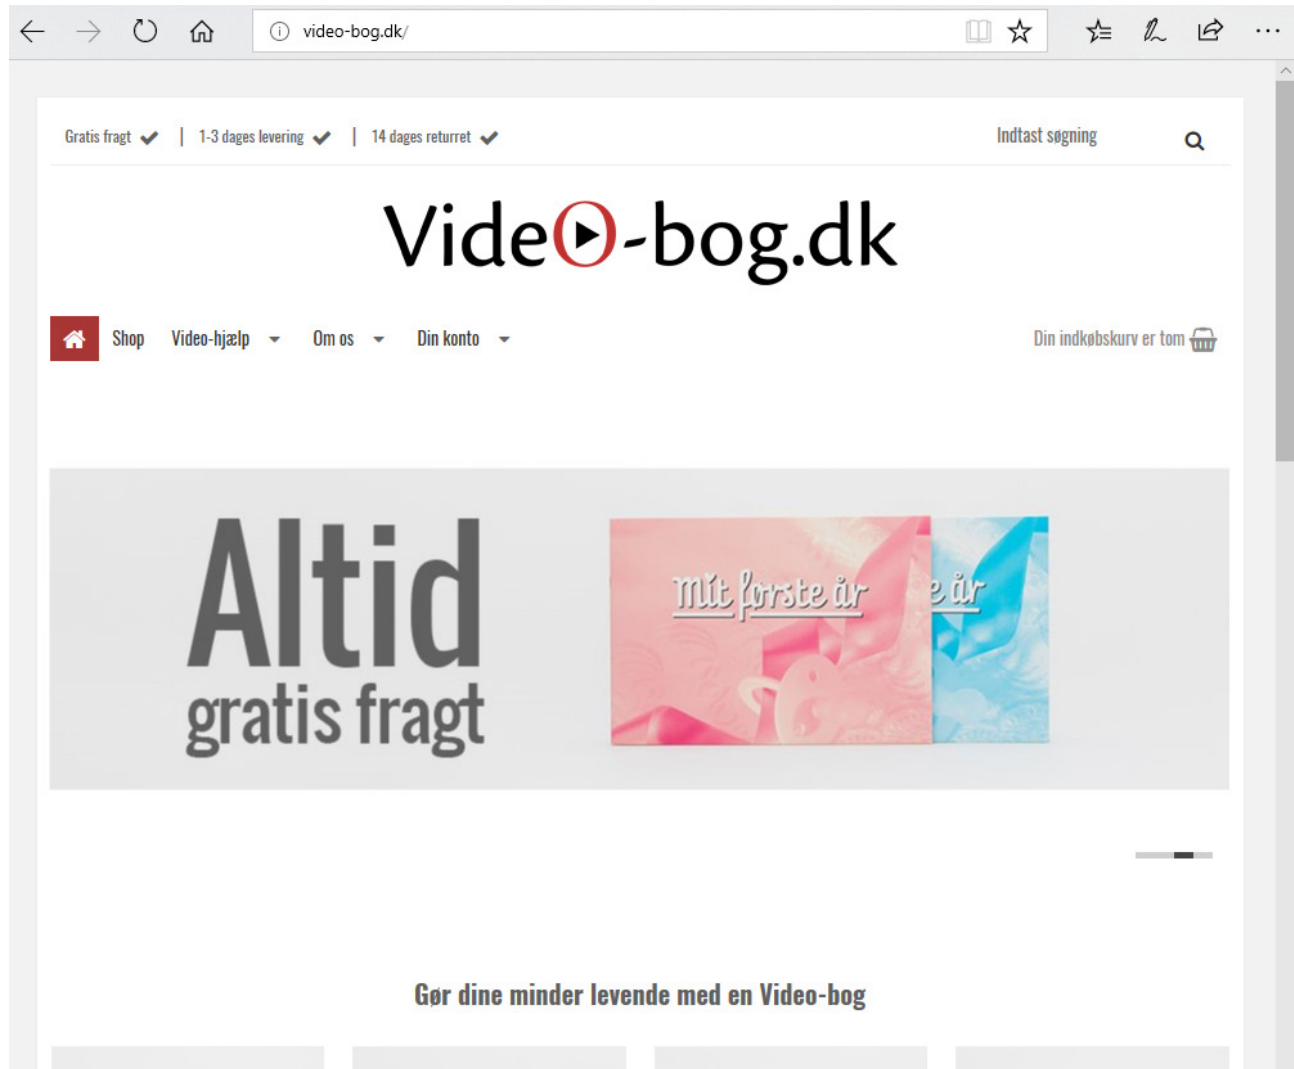 video-bog.dk/
Gratis fragt | 1-3 dages levering | 14 dages returret
Indtast søgning
Video-bog.dk
Shop Video-hjælp Om os Din konto
Din indkøbskurv er tom
Altid
gratis fragt
Mit første år
e år
Gør dine minder levende med en Video-bog